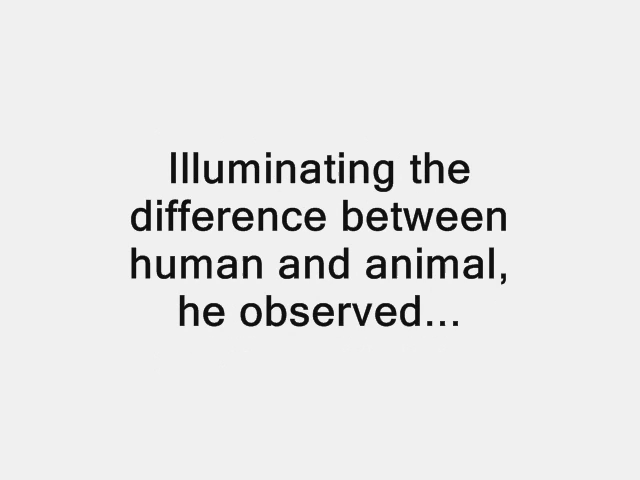 Illuminating the
difference between
human and animal,
he observed...